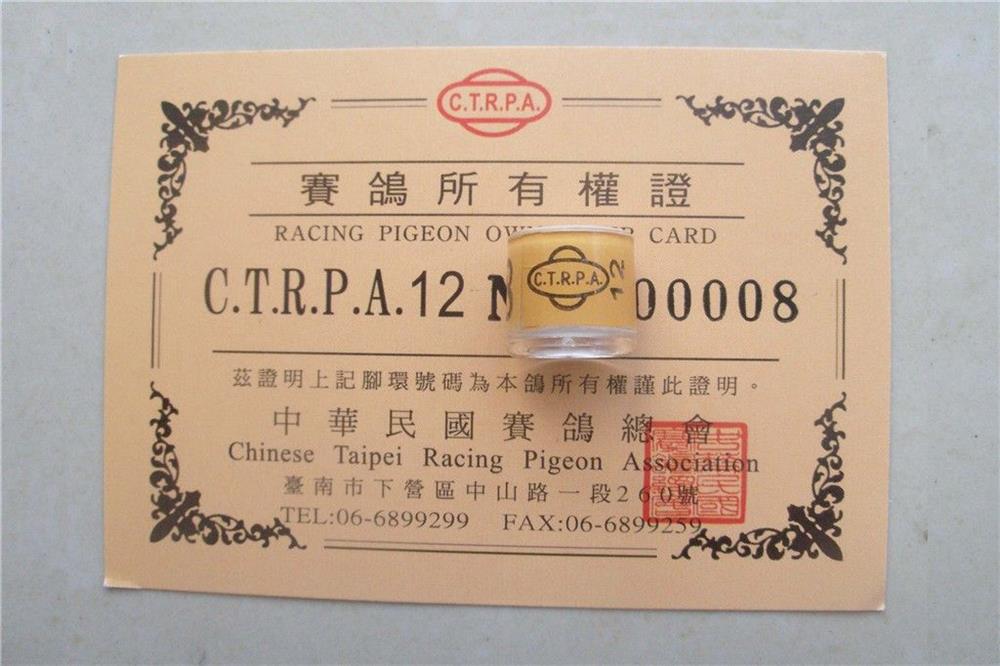 C.T.R.P.A.
賽鴿所有權證
RACING PIGEON CARD
C.T.R.P.A.12 00008
C.T.R.P.A. 12
茲證明上記腳環號碼為本鴿所有權謹此證明。
中華民國賽鴿總會
Chinese Taipei Racing Pigeon Association
臺南市下營區中山路一段260號
TEL:06-6899299 FAX:06-6899259